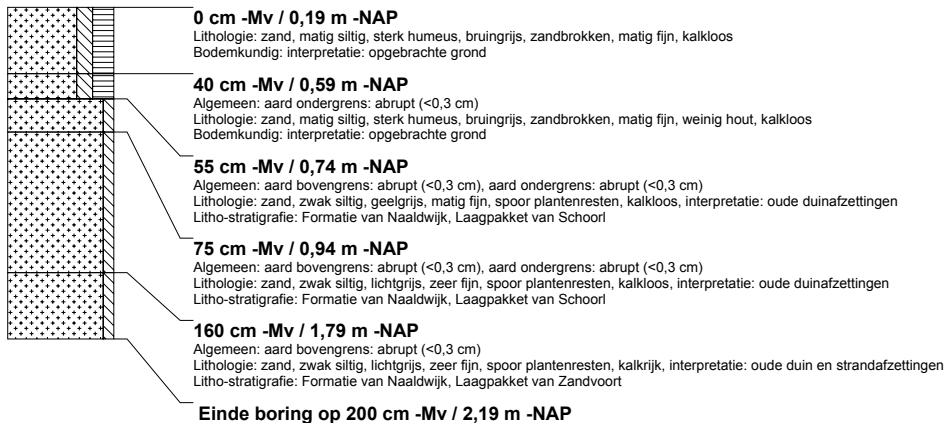 0 cm -Mv / 0,19 m -NAP
Lithologie: zand, matig siltig, sterk humeus, bruingrijs, zandbrokken, matig fijn, kalkloos
Bodemkundig: interpretatie: opgebrachte grond
40 cm -Mv / 0,59 m -NAP
Algemeen: aard ondergrens: abrupt (<0,3 cm)
Lithologie: zand, matig siltig, sterk humeus, bruingrijs, zandbrokken, matig fijn, weinig hout, kalkloos
Bodemkundig: interpretatie: opgebrachte grond
55 cm -Mv / 0,74 m -NAP
Algemeen: aard bovengrens: abrupt (<0,3 cm), aard ondergrens: abrupt (<0,3 cm)
Lithologie: zand, zwak siltig, geelgrijs, matig fijn, spoor plantenresten, kalkloos, interpretatie: oude duinafzettingen
Litho-stratigrafie: Formatie van Naaldwijk, Laagpakket van Schoorl
75 cm -Mv / 0,94 m -NAP
Algemeen: aard bovengrens: abrupt (<0,3 cm), aard ondergrens: abrupt (<0,3 cm)
Lithologie: zand, zwak siltig, lichtgrijs, zeer fijn, spoor plantenresten, kalkloos, interpretatie: oude duinafzettingen
Litho-stratigrafie: Formatie van Naaldwijk, Laagpakket van Schoorl
160 cm -Mv / 1,79 m -NAP
Algemeen: aard bovengrens: abrupt (<0,3 cm)
Lithologie: zand, zwak siltig, lichtgrijs, zeer fijn, spoor plantenresten, kalkrijk, interpretatie: oude duin en strandafzettingen
Litho-stratigrafie: Formatie van Naaldwijk, Laagpakket van Zandvoort
Einde boring op 200 cm -Mv / 2,19 m -NAP